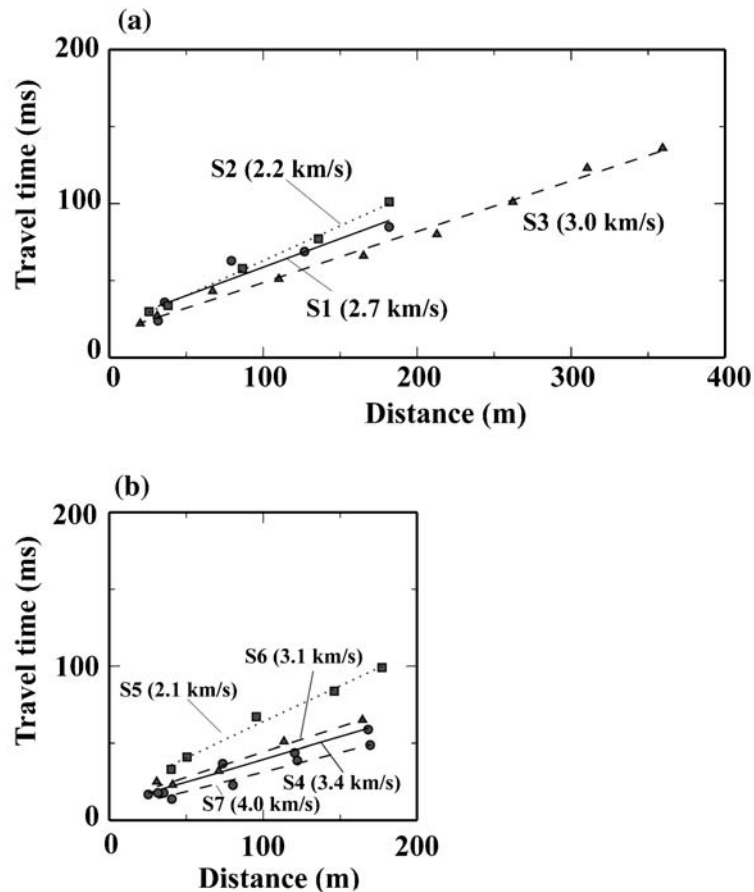 (a)
200
100
0
Travel time (ms)
S2 (2.2 km/s)
S3 (3.0 km/s)
S1 (2.7 km/s)
0 100 200 300 400
Distance (m)
(b)
200
100
0
Travel time (ms)
S6 (3.1 km/s)
S5 (2.1 km/s)
S4 (3.4 km/s)
S7 (4.0 km/s)
0 100 200
Distance (m)